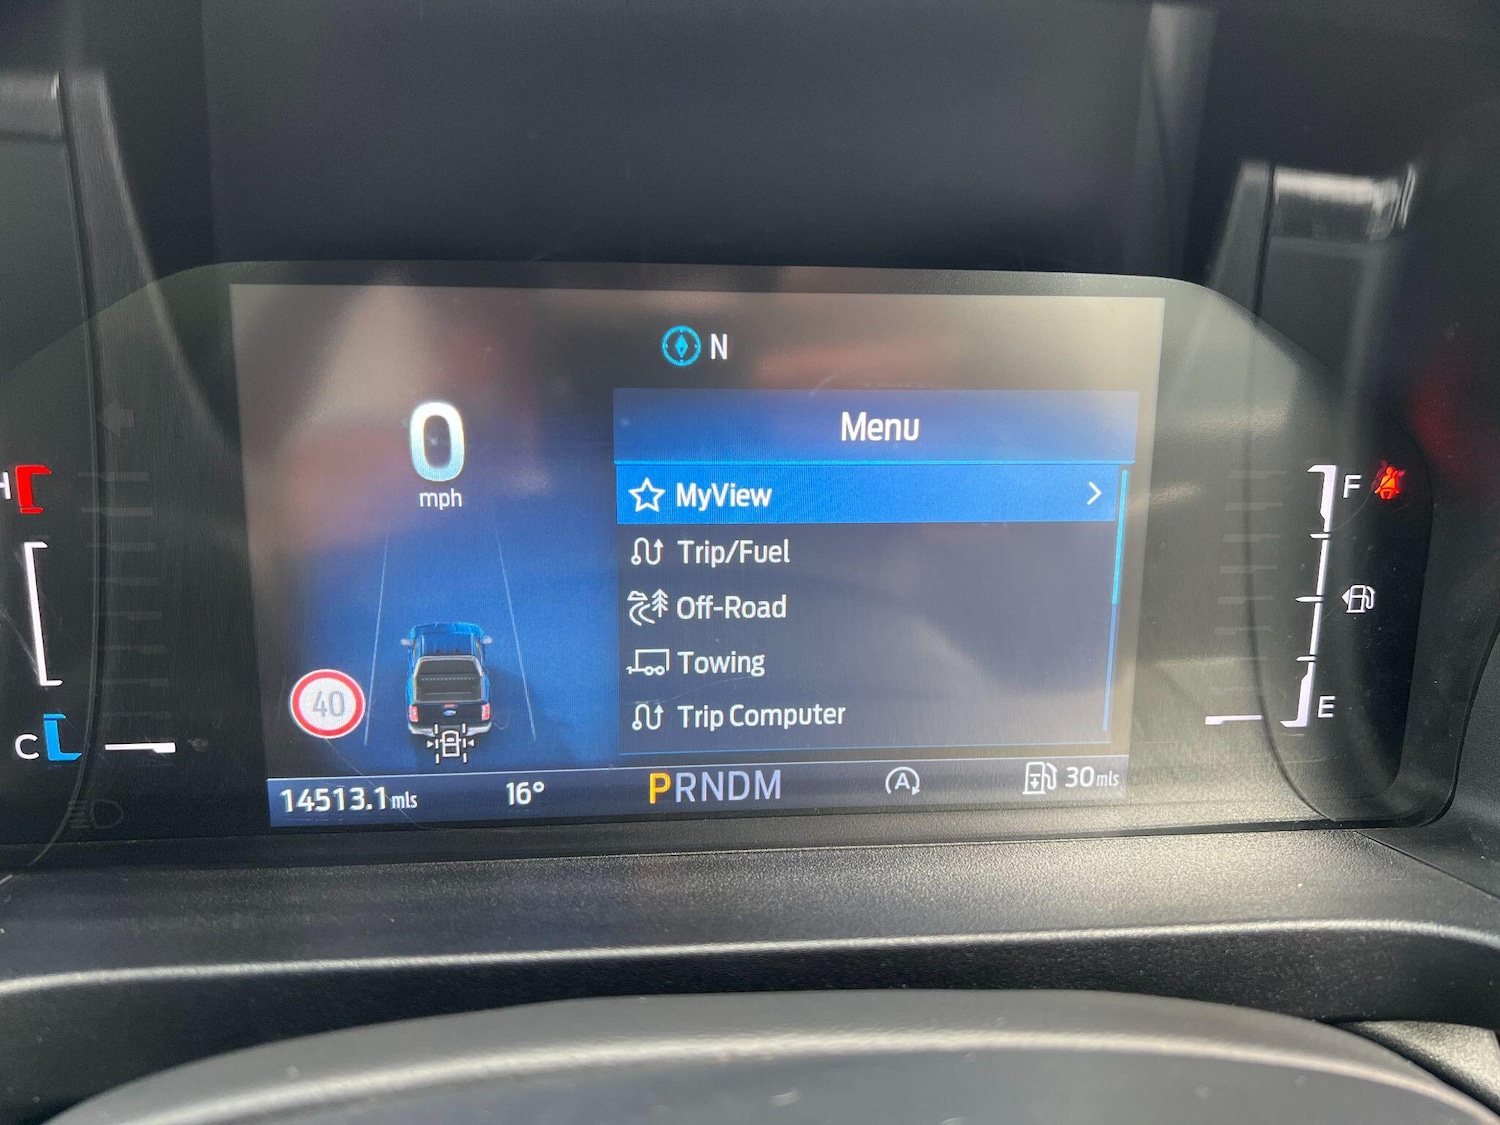 N
0
mph
Menu
MyView
Trip/Fuel
Off-Road
Towing
Trip Computer
40
14513.1 mls
16°
PRNDM
A
30 mls
H
C
F
E